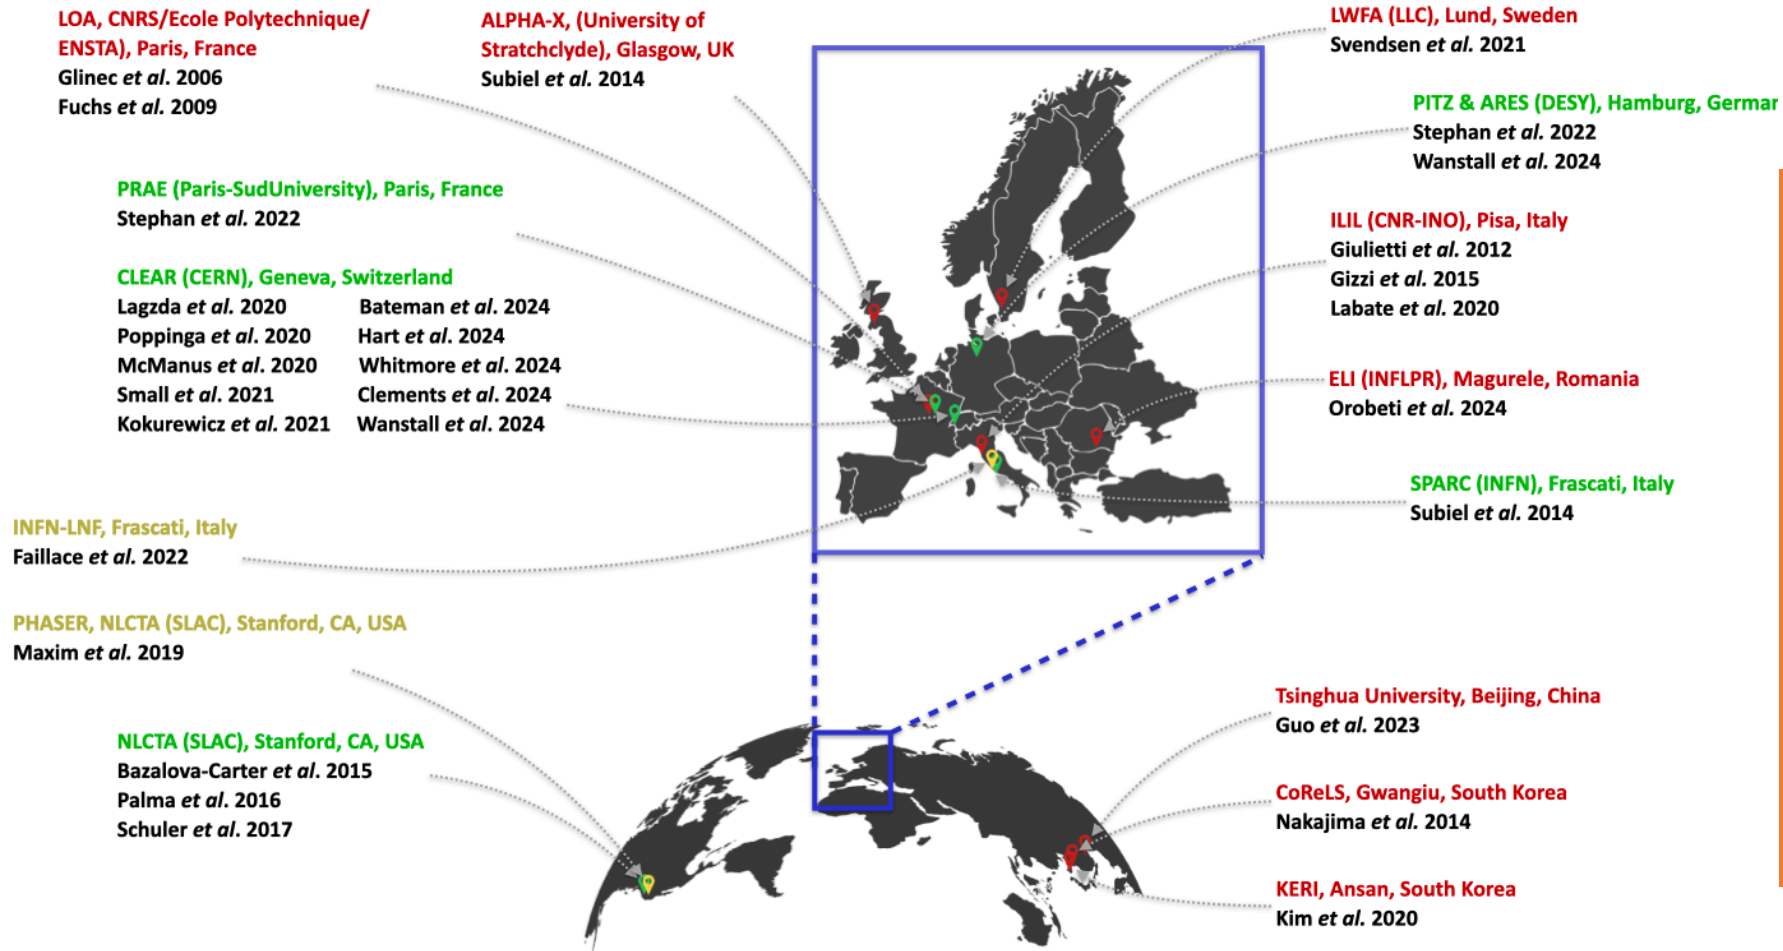 LOA, CNRS/Ecole Polytechnique/
ENSTA), Paris, France
Glinec et al. 2006
Fuchs et al. 2009
ALPHA-X, (University of
Stratchclyde), Glasgow, UK
Subiel et al. 2014
LWFA (LLC), Lund, Sweden
Svendsen et al. 2021
PITZ & ARES (DESY), Hamburg, Germar
Stephan et al. 2022
Wanstall et al. 2024
PRAE (Paris-SudUniversity), Paris, France
Stephan et al. 2022
ILIL (CNR-INO), Pisa, Italy
Giulietti et al. 2012
Gizzi et al. 2015
Labate et al. 2020
CLEAR (CERN), Geneva, Switzerland
Lagzda et al. 2020 Bateman et al. 2024
Poppinga et al. 2020 Hart et al. 2024
McManus et al. 2020 Whitmore et al. 2024
Small et al. 2021 Clements et al. 2024
Kokurewicz et al. 2021 Wanstall et al. 2024
ELI (INFLPR), Magurele, Romania
Orobeti et al. 2024
SPARC (INFN), Frascati, Italy
Subiel et al. 2014
INFN-LNF, Frascati, Italy
Faillace et al. 2022
PHASER, NLCTA (SLAC), Stanford, CA, USA
Maxim et al. 2019
NLCTA (SLAC), Stanford, CA, USA
Bazalova-Carter et al. 2015
Palma et al. 2016
Schuler et al. 2017
Tsinghua University, Beijing, China
Guo et al. 2023
CoReLS, Gwangiu, South Korea
Nakajima et al. 2014
KERI, Ansan, South Korea
Kim et al. 2020